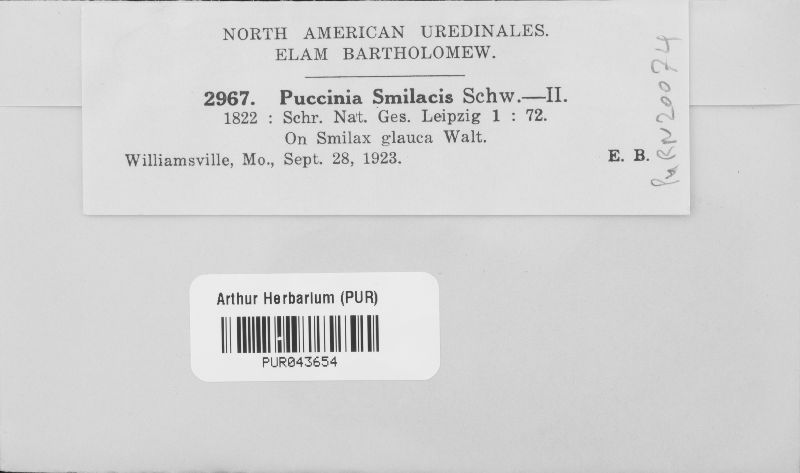 NORTH AMERICAN UREDINALES.
ELAM BARTHOLOMEW.
2967. Puccinia Smilacis Schw.—II.
1822 : Schr. Nat. Ges. Leipzig 1 : 72.
On Smilax glauca Walt.
Williamsville, Mo., Sept. 28, 1923. E. B.
PURN20074
Arthur Herbarium (PUR)
PUR043654